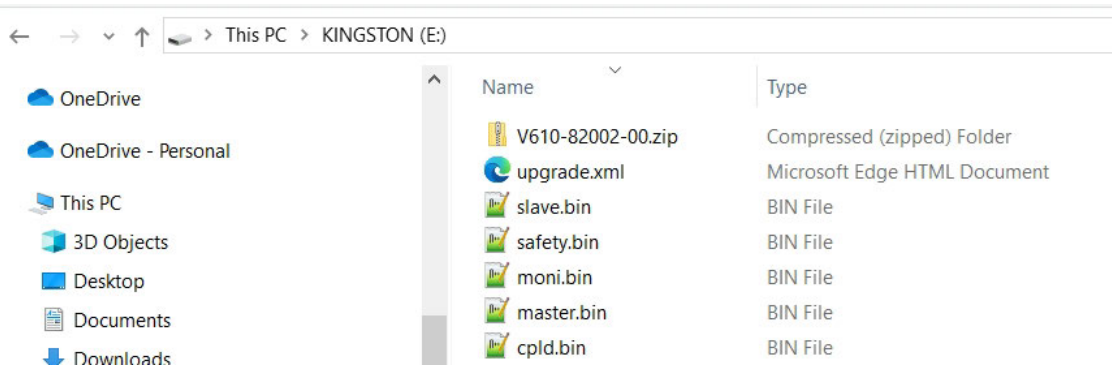 This PC > KINGSTON (E:)
OneDrive
OneDrive - Personal
This PC
3D Objects
Desktop
Documents
Downloads
Name Type
V610-82002-00.zip Compressed (zipped) Folder
upgrade.xml Microsoft Edge HTML Document
slave.bin BIN File
safety.bin BIN File
moni.bin BIN File
master.bin BIN File
cpld.bin BIN File